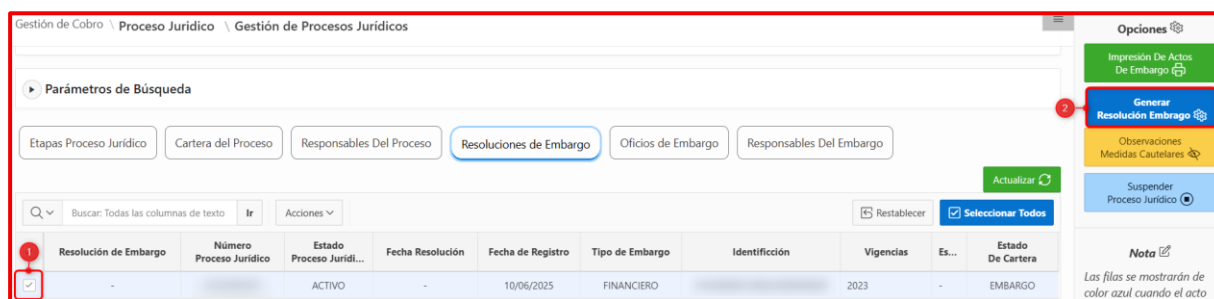 Gestión de Cobro \ Proceso Juridico \ Gestión de Procesos Jurídicos
Parámetros de Búsqueda
Etapas Proceso Jurídico
Cartera del Proceso
Responsables Del Proceso
Resoluciones de Embargo
Oficios de Embargo
Responsables Del Embargo
Actualizar
Buscar: Todas las columnas de texto
Ir
Acciones
Restablecer
Seleccionar Todos
1
Resolución de Embargo
Número
Proceso Jurídico
Estado
Proceso Jurídi...
Fecha Resolución
Fecha de Registro
Tipo de Embargo
Identificción
Vigencias
Es...
Estado
De Cartera
-
ACTIVO
-
10/06/2025
FINANCIERO
2023
-
EMBARGO
Opciones
Impresión De Actos
De Embargo
2
Generar
Resolución Embrago
Observaciones
Medidas Cautelares
Suspender
Proceso Jurídico
Nota
Las filas se mostrarán de
color azul cuando el acto